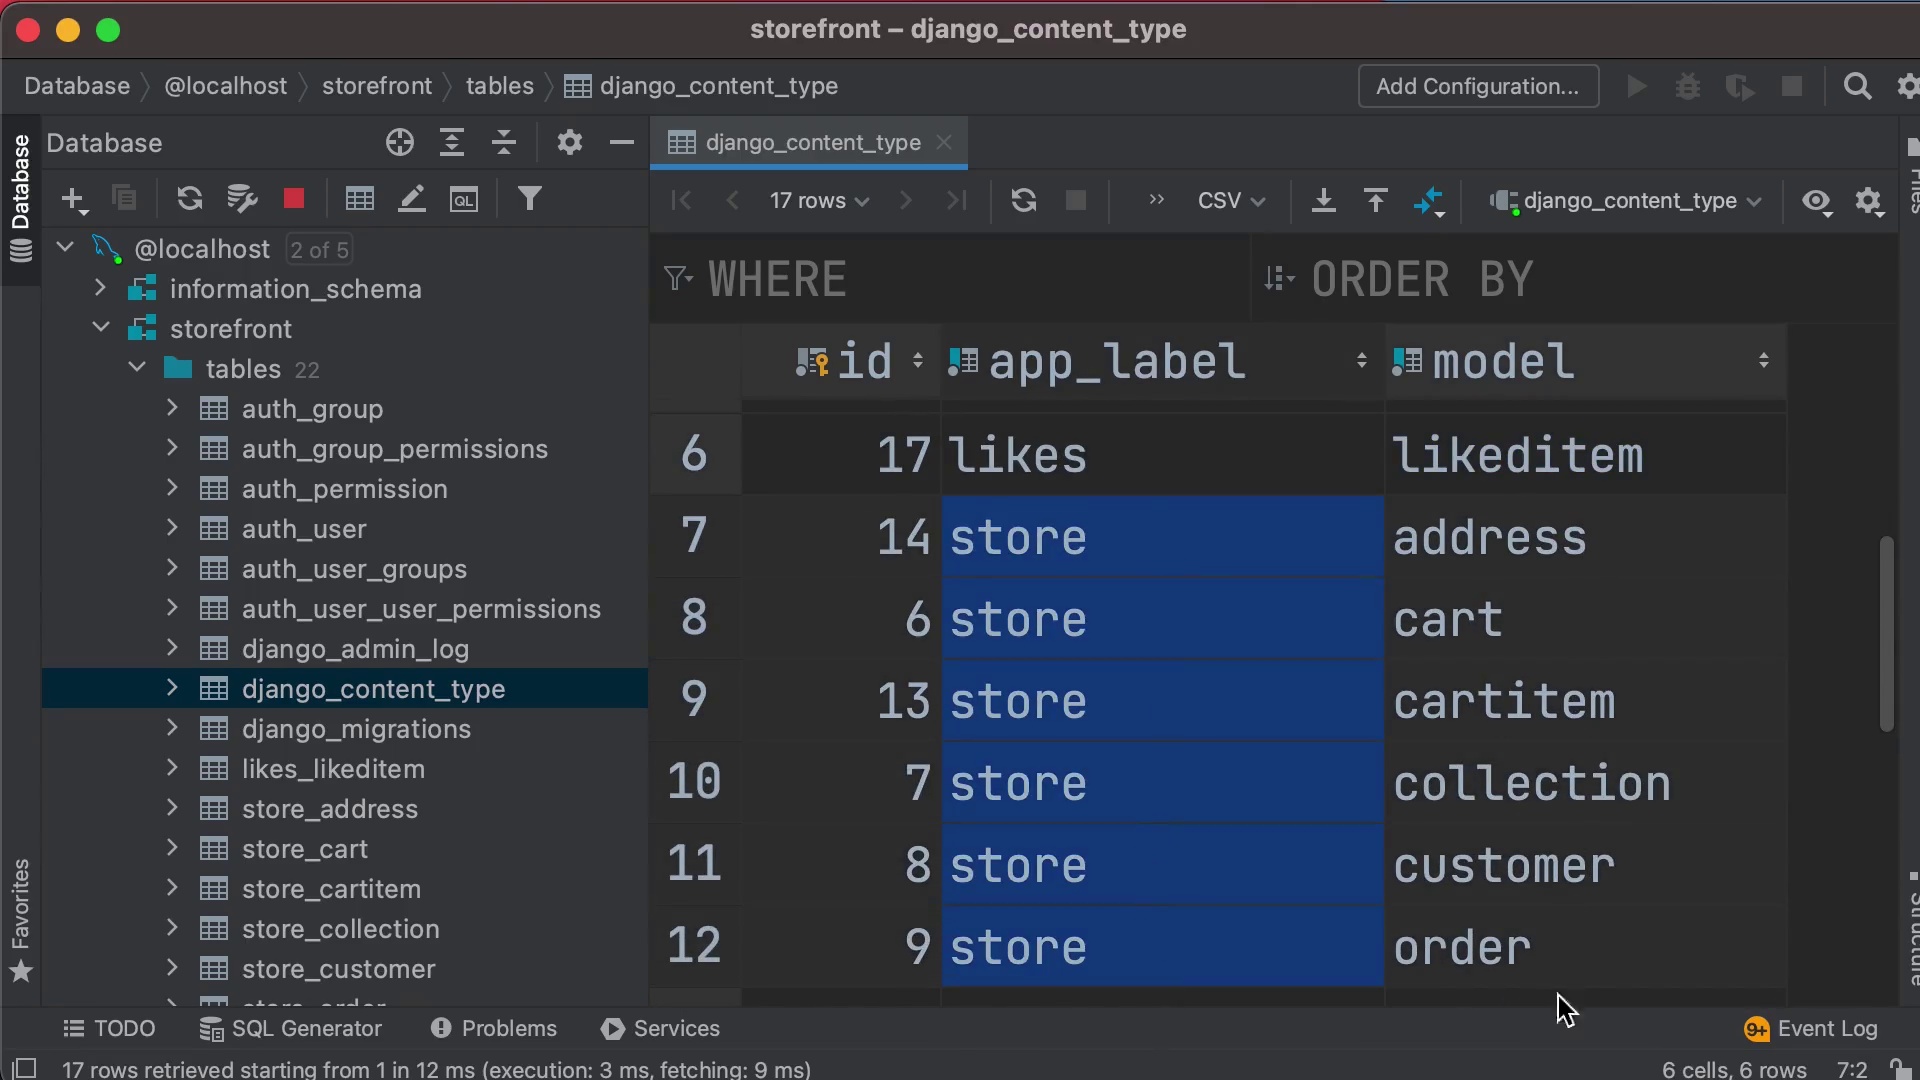 storefront – django_content_type
Database @localhost storefront tables django_content_type Add Configuration...
Database
Database
django_content_type
Files
17 rows CSV django_content_type
@localhost 2 of 5
information_schema
storefront
tables 22
auth_group
auth_group_permissions
auth_permission
auth_user
auth_user_groups
auth_user_user_permissions
django_admin_log
django_content_type
django_migrations
likes_likeditem
store_address
store_cart
store_cartitem
store_collection
store_customer
store_order
WHERE ORDER BY
id app_label model
6 17 likes likeditem
7 14 store address
8 6 store cart
9 13 store cartitem
10 7 store collection
11 8 store customer
12 9 store order
Favorites
Structure
TODO SQL Generator Problems Services 9+ Event Log
17 rows retrieved starting from 1 in 12 ms (execution: 3 ms, fetching: 9 ms) 6 cells, 6 rows 7:2